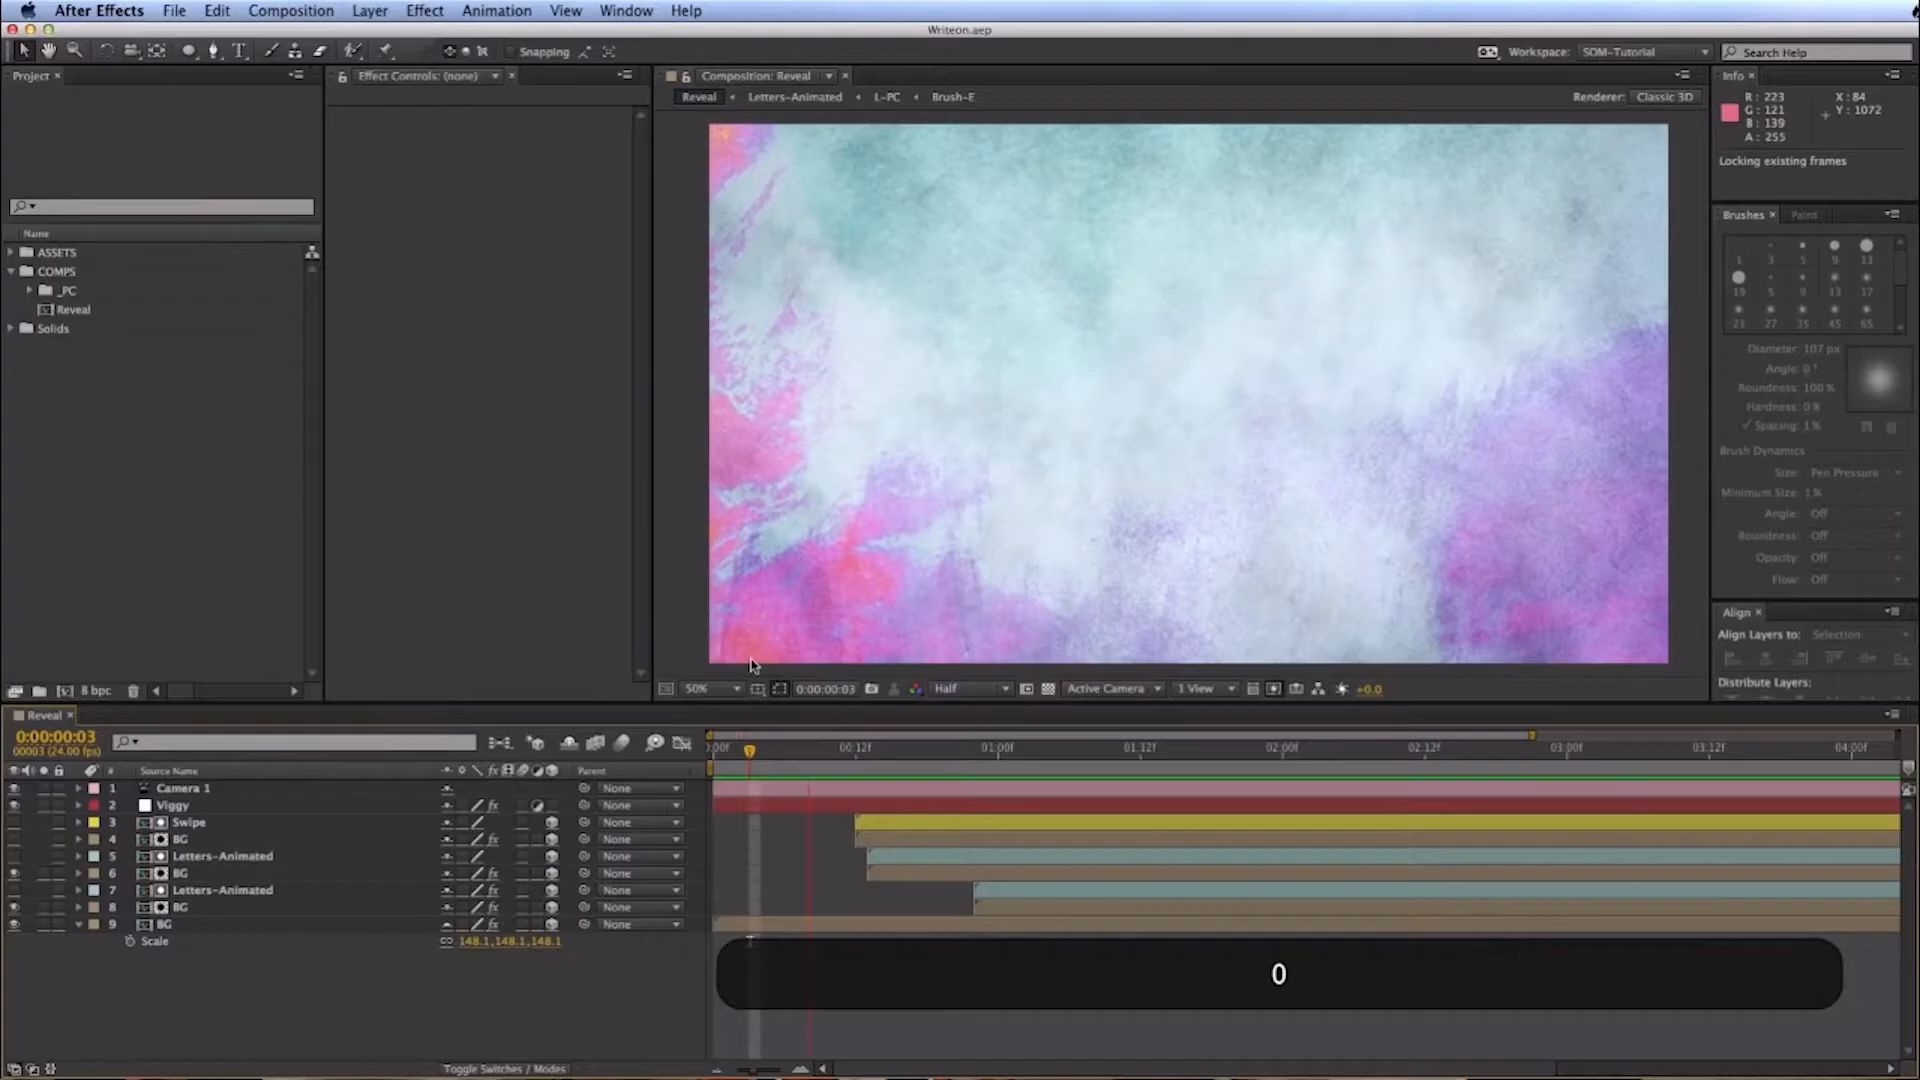 After Effects File Edit Composition Layer Effect Animation View Window Help
Writeon.aep
Snapping
Workspace: SOM-Tutorial
Search Help
Project
Effect Controls: (none)
Composition: Reveal
Reveal Letters-Animated L-PC Brush-E
Renderer: Classic 3D
Info
R: 223
G: 121
B: 139
A: 255
X: 84
Y: 1072
Locking existing frames
Name
ASSETS
COMPS
_PC
Reveal
Solids
8 bpc
Brushes Paint
1 3 5 9 13
19 5 9 13 17
21 27 35 45 65
Diameter: 107 px
Angle: 0°
Roundness: 100%
Hardness: 0%
Spacing: 1%
Brush Dynamics
Size: Pen Pressure
Minimum Size: 1%
Angle: Off
Roundness: Off
Opacity: Off
Flow: Off
Align
Align Layers to: Selection
Distribute Layers:
50% 0:00:00:03 Half Active Camera 1 View +0.0
Reveal
0:00:00:03
00003 (24.00 fps)
:00f 00:12f 01:00f 01:12f 02:00f 02:12f 03:00f 03:12f 04:00f
# Source Name fx Parent
1 Camera 1 None
2 Viggy fx None
3 Swipe None
4 BG fx None
5 Letters-Animated None
6 BG fx None
7 Letters-Animated None
8 BG fx None
9 BG fx None
Scale 148.1,148.1,148.1
0
Toggle Switches / Modes